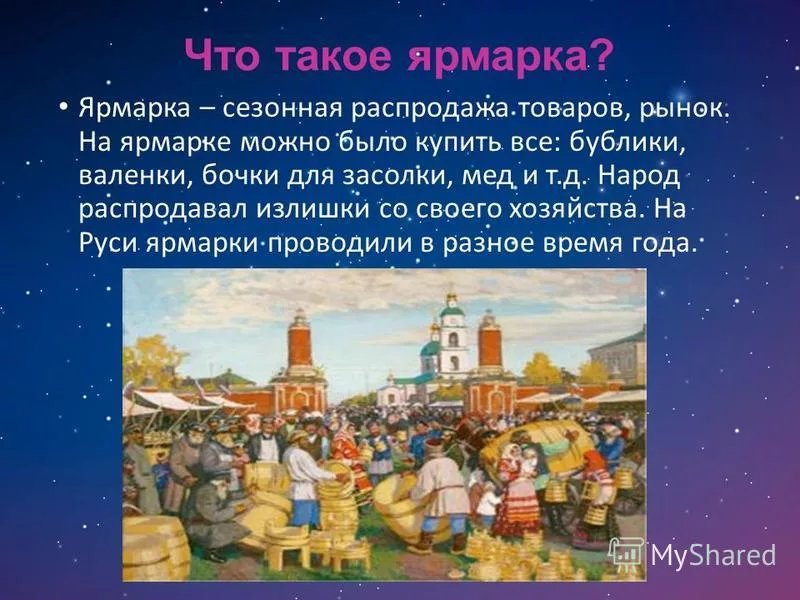 Что такое ярмарка?
• Ярмарка – сезонная распродажа товаров, рынок.
На ярмарке можно было купить все: бублики,
валенки, бочки для засолки, мед и т.д. Народ
распродавал излишки со своего хозяйства. На
Руси ярмарки проводили в разное время года.
MyShared